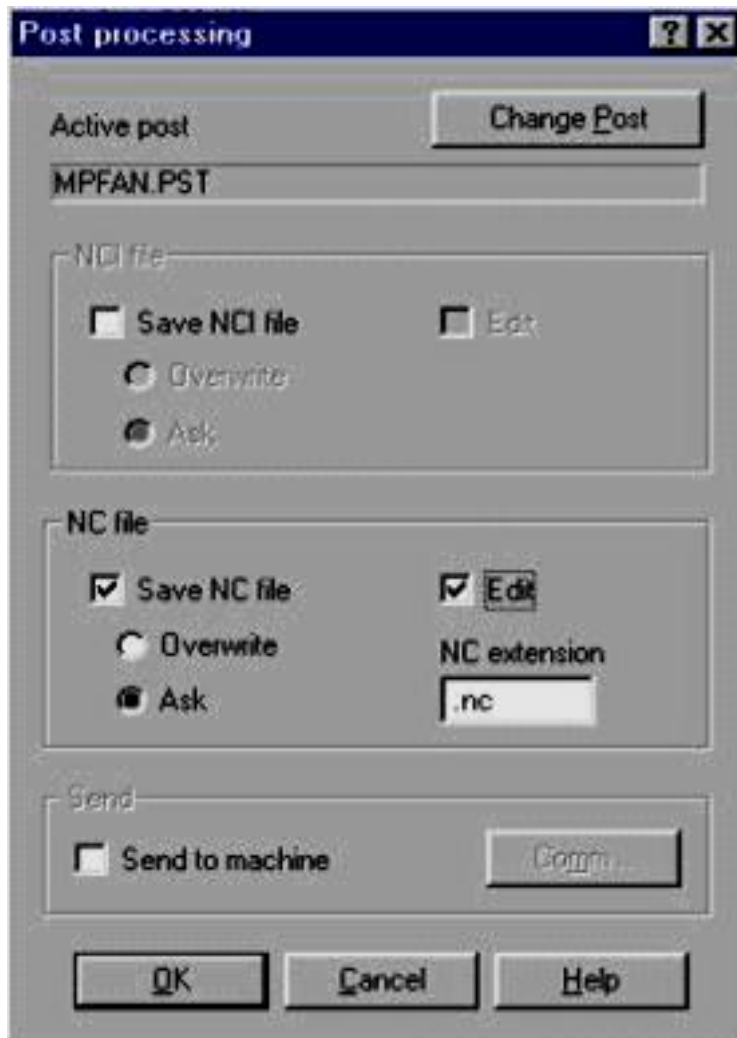 Post processing
Active post
Change Post
MPFAN.PST
NCI file
Save NCI file
Edit
Overwrite
Ask
NC file
Save NC file
Edit
Overwrite
NC extension
Ask
.nc
Send
Send to machine
Comm...
OK
Cancel
Help